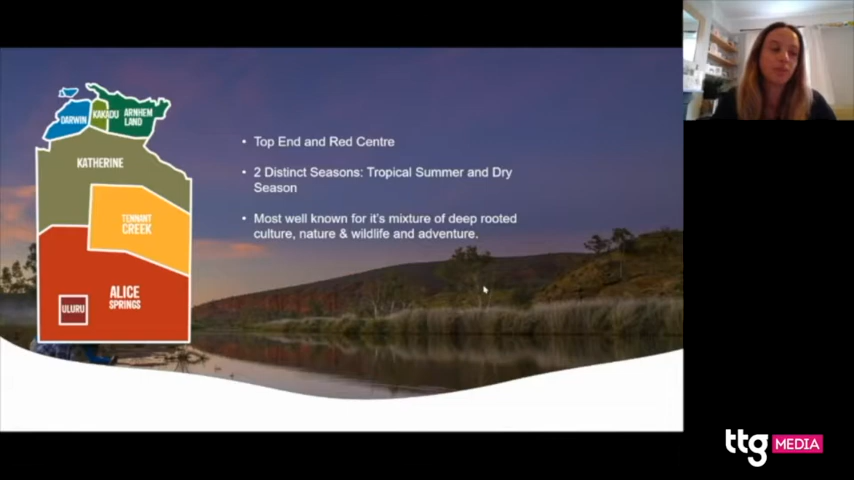 DARWIN
KAKADU
ARNHEM
LAND
KATHERINE
TENNANT
CREEK
ALICE
SPRINGS
ULURU
• Top End and Red Centre
• 2 Distinct Seasons: Tropical Summer and Dry
Season
• Most well known for it's mixture of deep rooted
culture, nature & wildlife and adventure.
ttg MEDIA